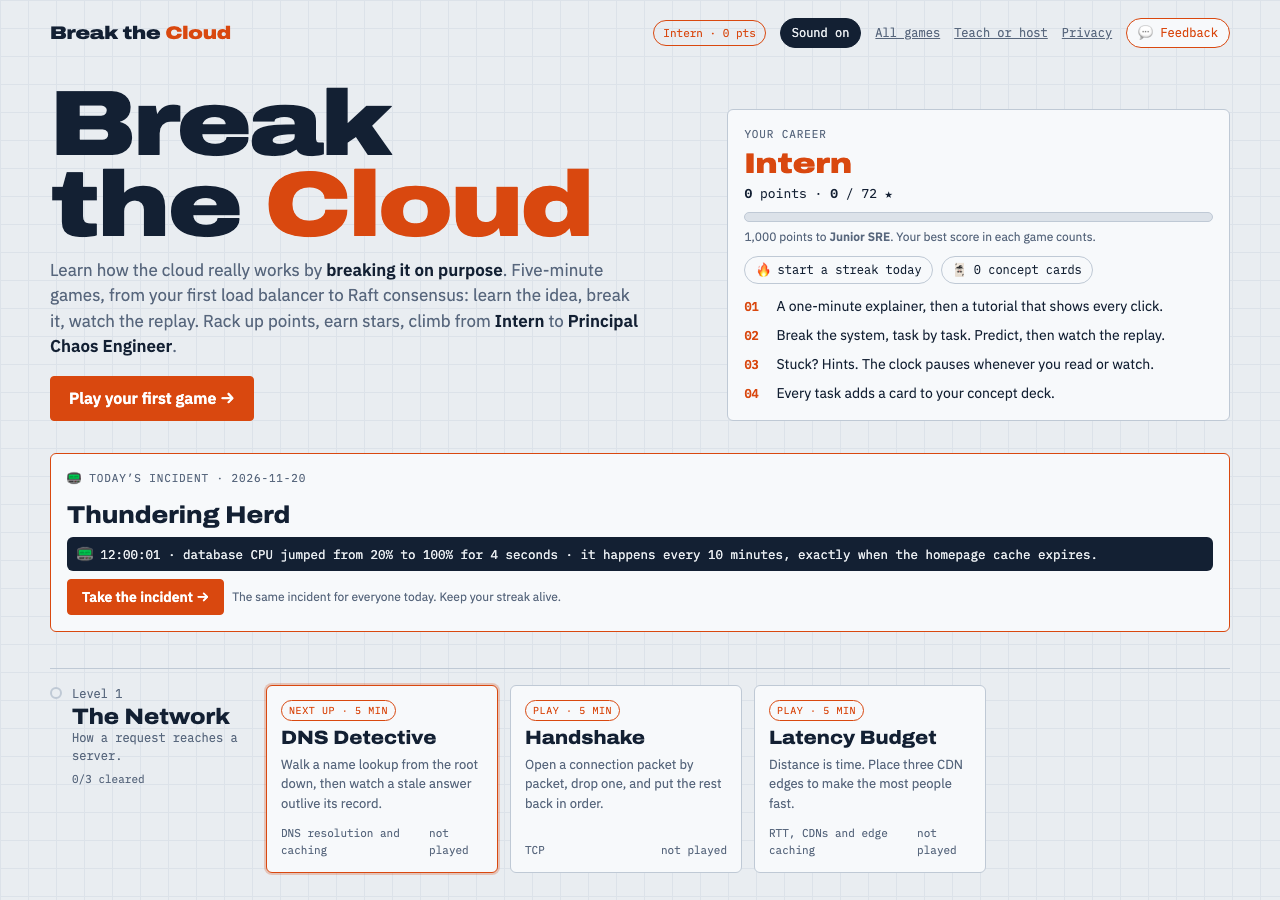 Break the Cloud
Intern · 0 pts
Sound on
All games
Teach or host
Privacy
💬 Feedback
Break
the Cloud
Learn how the cloud really works by breaking it on purpose. Five-minute
games, from your first load balancer to Raft consensus: learn the idea, break
it, watch the replay. Rack up points, earn stars, climb from Intern to Principal
Chaos Engineer.
Play your first game →
YOUR CAREER
Intern
0 points · 0 / 72 ★
1,000 points to Junior SRE. Your best score in each game counts.
🔥 start a streak today
🃏 0 concept cards
01 A one-minute explainer, then a tutorial that shows every click.
02 Break the system, task by task. Predict, then watch the replay.
03 Stuck? Hints. The clock pauses whenever you read or watch.
04 Every task adds a card to your concept deck.
📟 TODAY’S INCIDENT · 2026-11-20
Thundering Herd
📟 12:00:01 · database CPU jumped from 20% to 100% for 4 seconds · it happens every 10 minutes, exactly when the homepage cache expires.
Take the incident →
The same incident for everyone today. Keep your streak alive.
Level 1
The Network
How a request reaches a
server.
0/3 cleared
NEXT UP · 5 MIN
DNS Detective
Walk a name lookup from the root
down, then watch a stale answer
outlive its record.
DNS resolution and
caching
not
played
PLAY · 5 MIN
Handshake
Open a connection packet by
packet, drop one, and put the rest
back in order.
TCP
not played
PLAY · 5 MIN
Latency Budget
Distance is time. Place three CDN
edges to make the most people
fast.
RTT, CDNs and edge
caching
not
played